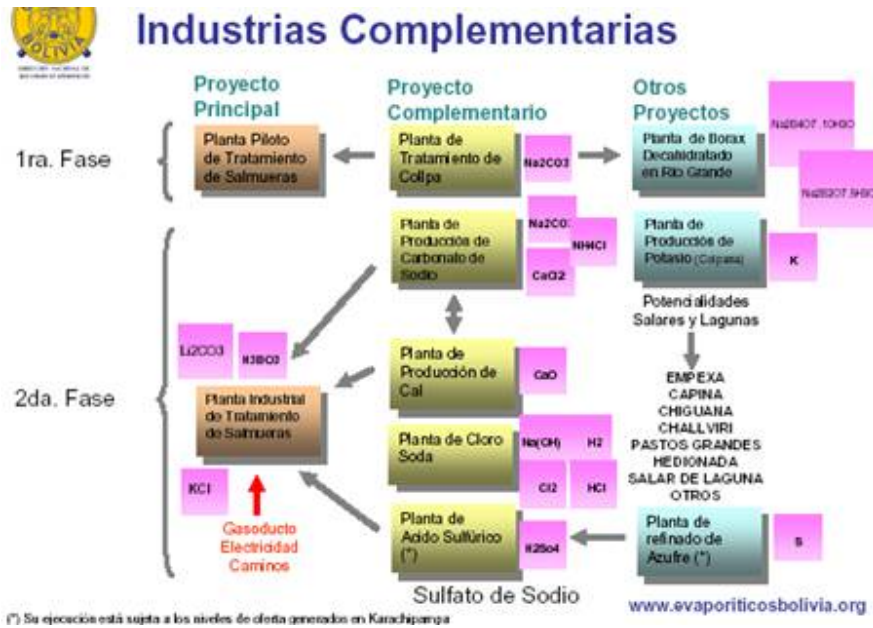 BOLIVIA
Industrias Complementarias
Proyecto
Principal
Proyecto
Complementario
Otros
Proyectos
1ra. Fase
Planta Piloto
de Tratamiento
de Salmueras
Planta de
Tratamiento de
Collpa
Na2CO3
Planta de Borax
Decahidratado
en Rio Grande
Planta de
Producción de
Carbonato de
Sodio
NH4Cl
CaO2
Planta de
Producción de
Potasio (Coipasa)
K
Potencialidades
Salares y Lagunas
2da. Fase
Li2CO3
H3BO3
Planta Industrial
de Tratamiento
de Salmueras
KCl
Gasoducto
Electricidad
Caminos
Planta de
Producción de
Cal
CaO
Planta de Cloro
Soda
Na(OH)
H2
Cl2
HCl
Planta de
Acido Sulfúrico
(*)
H2So4
Sulfato de Sodio
EMPEXA
CAPINA
CHIGUANA
CHALLVIRI
PASTOS GRANDES
HEDIONADA
SALAR DE LAGUNA
OTROS
Planta de
refinado de
Azufre (*)
S
www.evaporiticosbolivia.org
(*) Su ejecución está sujeta a los niveles de oferta generados en Karachipampa